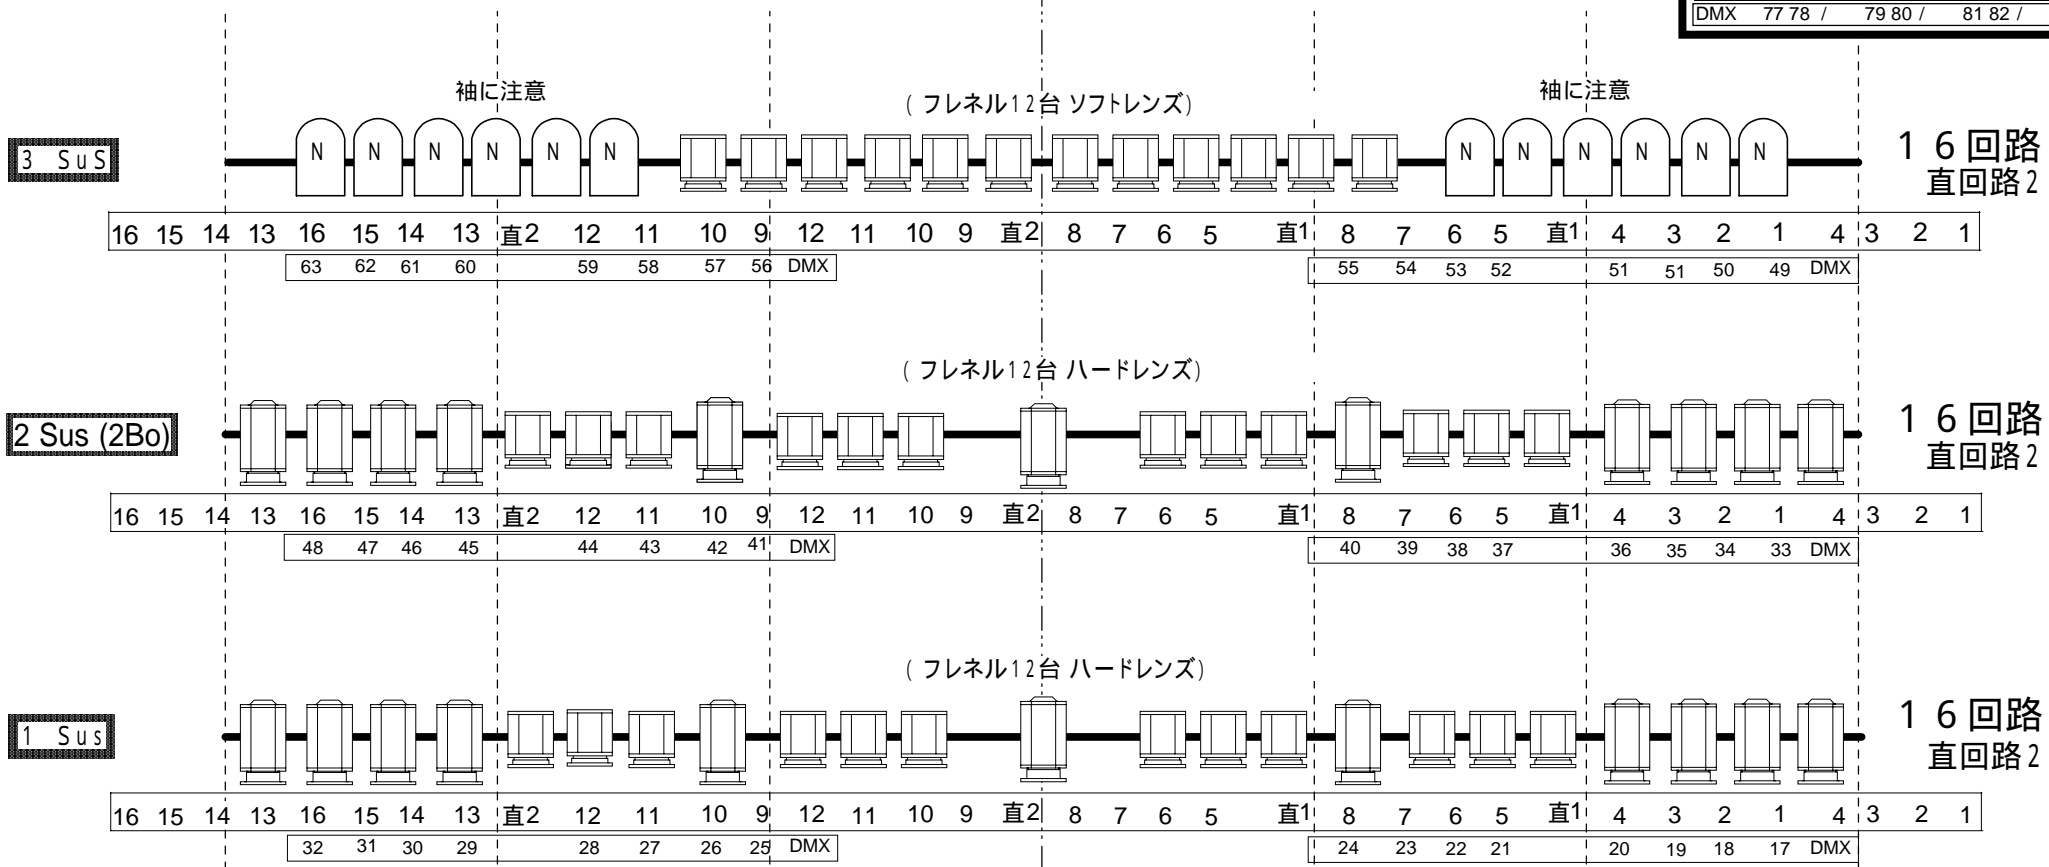 DMX 77 78 / 79 80 / 81 82 /
袖に注意
( フレネル12台 ソフトレンズ)
袖に注意
3 SuS
N N N N N N
N N N N N N
16回路
直回路2
16 15 14 13 16 15 14 13 直2 12 11 10 9 12 11 10 9 直2 8 7 6 5 直1 8 7 6 5 直1 4 3 2 1 4 3 2 1
63 62 61 60 59 58 57 56 DMX
55 54 53 52 51 51 50 49 DMX
( フレネル12台 ハードレンズ)
2 Sus (2Bo)
16回路
直回路2
16 15 14 13 16 15 14 13 直2 12 11 10 9 12 11 10 9 直2 8 7 6 5 直1 8 7 6 5 直1 4 3 2 1 4 3 2 1
48 47 46 45 44 43 42 41 DMX
40 39 38 37 36 35 34 33 DMX
( フレネル12台 ハードレンズ)
1 Sus
16回路
直回路2
16 15 14 13 16 15 14 13 直2 12 11 10 9 12 11 10 9 直2 8 7 6 5 直1 8 7 6 5 直1 4 3 2 1 4 3 2 1
32 31 30 29 28 27 26 25 DMX
24 23 22 21 20 19 18 17 DMX